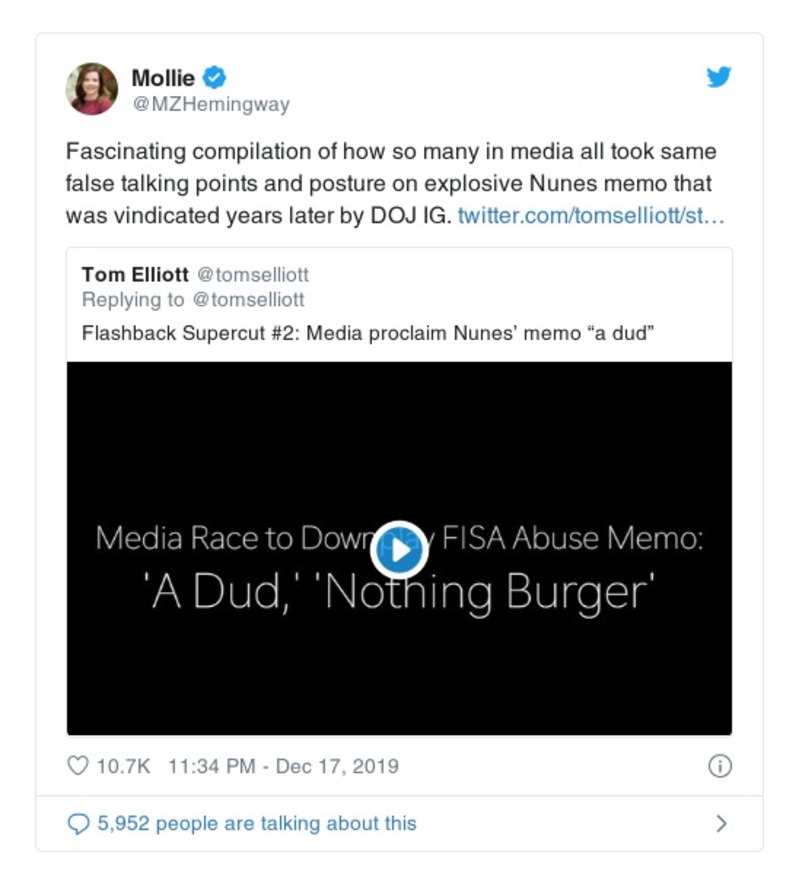 Mollie
@MZHemingway
Fascinating compilation of how so many in media all took same
false talking points and posture on explosive Nunes memo that
was vindicated years later by DOJ IG. twitter.com/tomselliott/st…
Tom Elliott @tomselliott
Replying to @tomselliott
Flashback Supercut #2: Media proclaim Nunes’ memo “a dud”
Media Race to Downplay FISA Abuse Memo:
'A Dud,' 'Nothing Burger'
10.7K 11:34 PM - Dec 17, 2019
5,952 people are talking about this